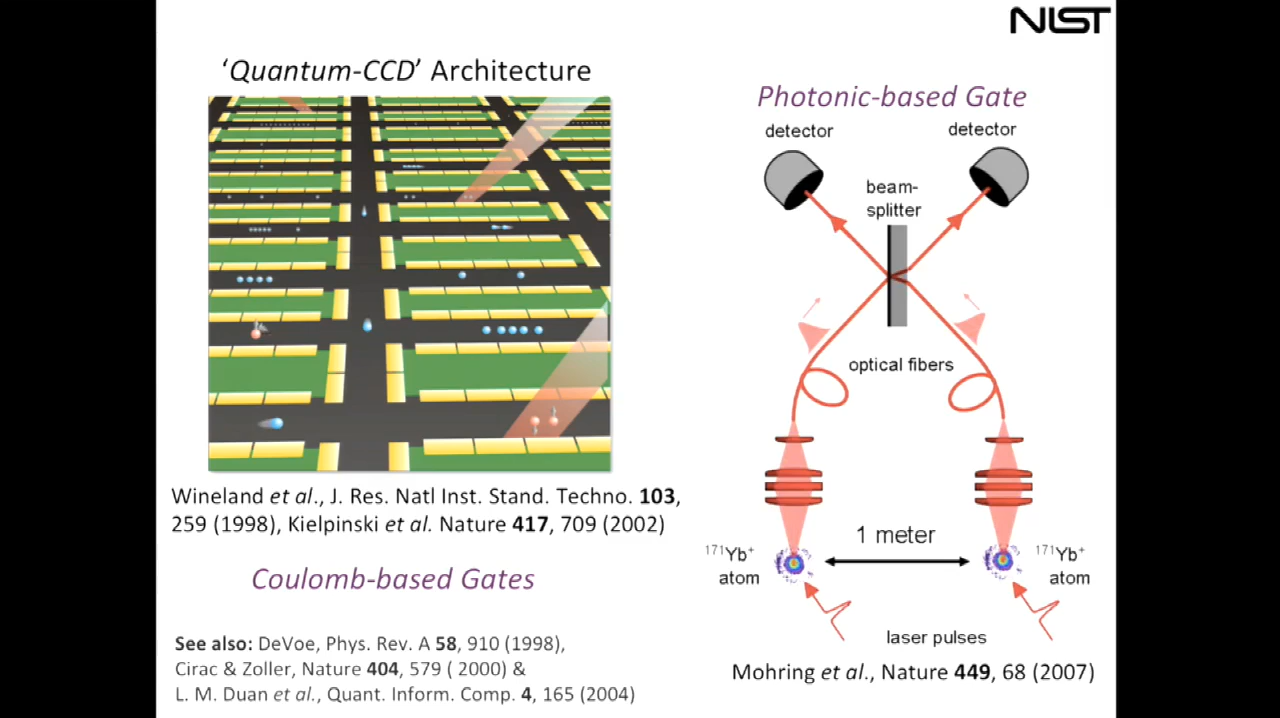 NIST
'Quantum-CCD' Architecture
Wineland et al., J. Res. Natl Inst. Stand. Techno. 103,
259 (1998), Kielpinski et al. Nature 417, 709 (2002)
Coulomb-based Gates
See also: DeVoe, Phys. Rev. A 58, 910 (1998),
Cirac & Zoller, Nature 404, 579 ( 2000) &
L. M. Duan et al., Quant. Inform. Comp. 4, 165 (2004)
Photonic-based Gate
detector
detector
beam-
splitter
optical fibers
1 meter
171Yb+
atom
171Yb+
atom
laser pulses
Mohring et al., Nature 449, 68 (2007)